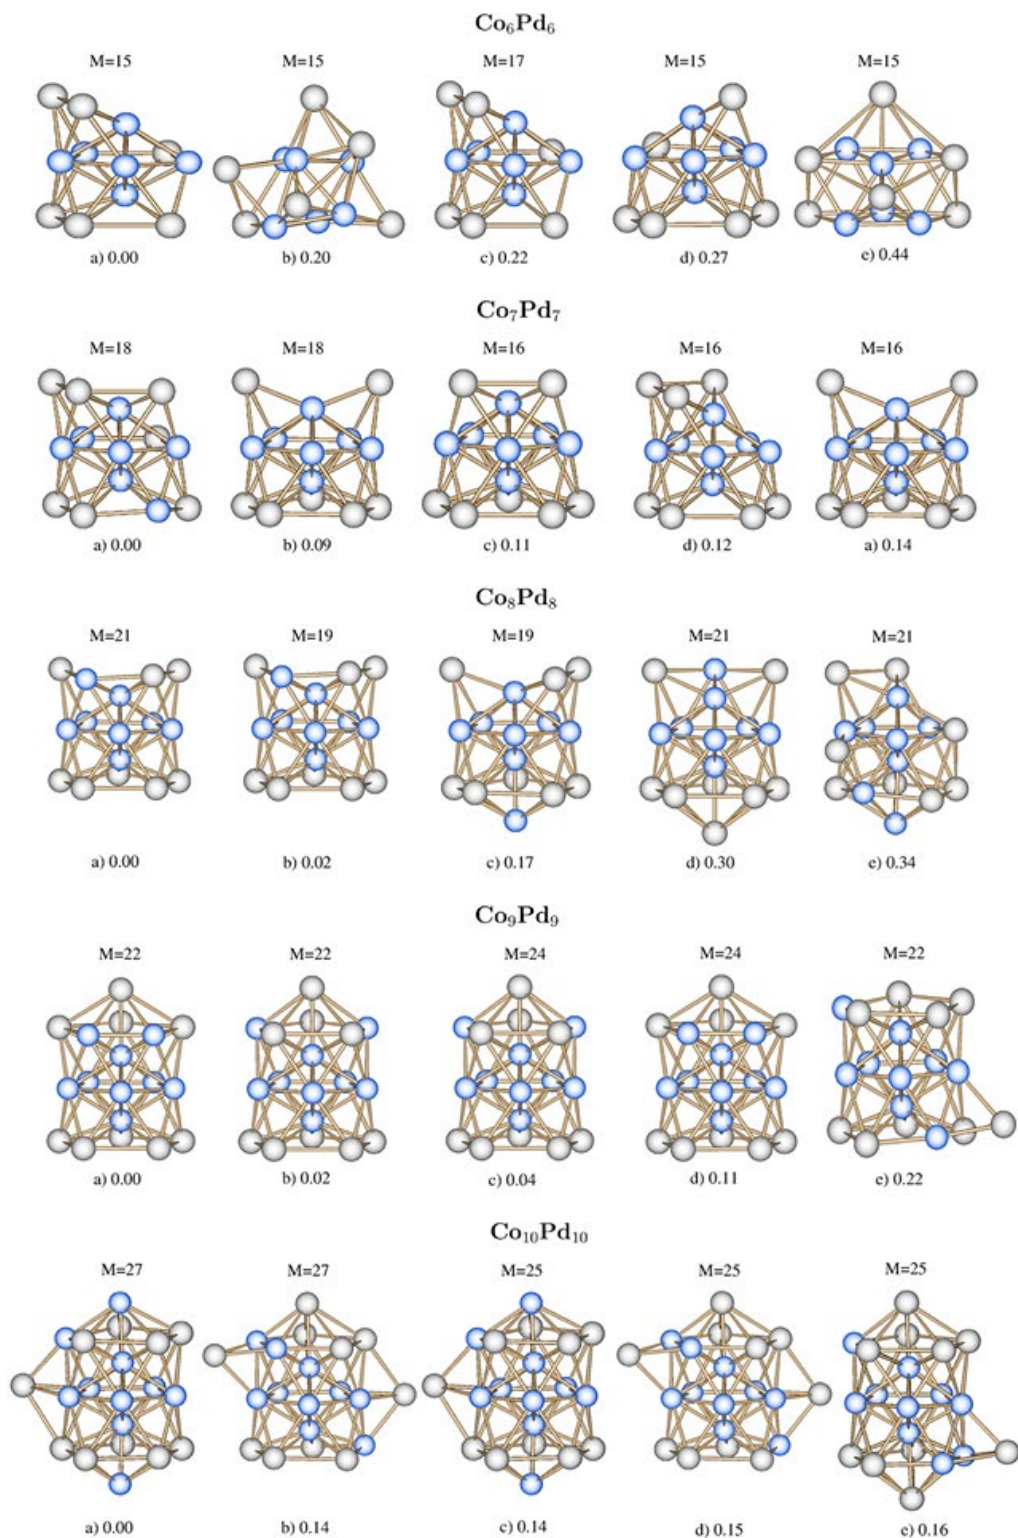 Co₆Pd₆
M=15 M=15 M=17 M=15 M=15
a) 0.00 b) 0.20 c) 0.22 d) 0.27 e) 0.44
Co₇Pd₇
M=18 M=18 M=16 M=16 M=16
a) 0.00 b) 0.09 c) 0.11 d) 0.12 a) 0.14
Co₈Pd₈
M=21 M=19 M=19 M=21 M=21
a) 0.00 b) 0.02 c) 0.17 d) 0.30 e) 0.34
Co₉Pd₉
M=22 M=22 M=24 M=24 M=22
a) 0.00 b) 0.02 c) 0.04 d) 0.11 e) 0.22
Co₁₀Pd₁₀
M=27 M=27 M=25 M=25 M=25
a) 0.00 b) 0.14 c) 0.14 d) 0.15 e) 0.16